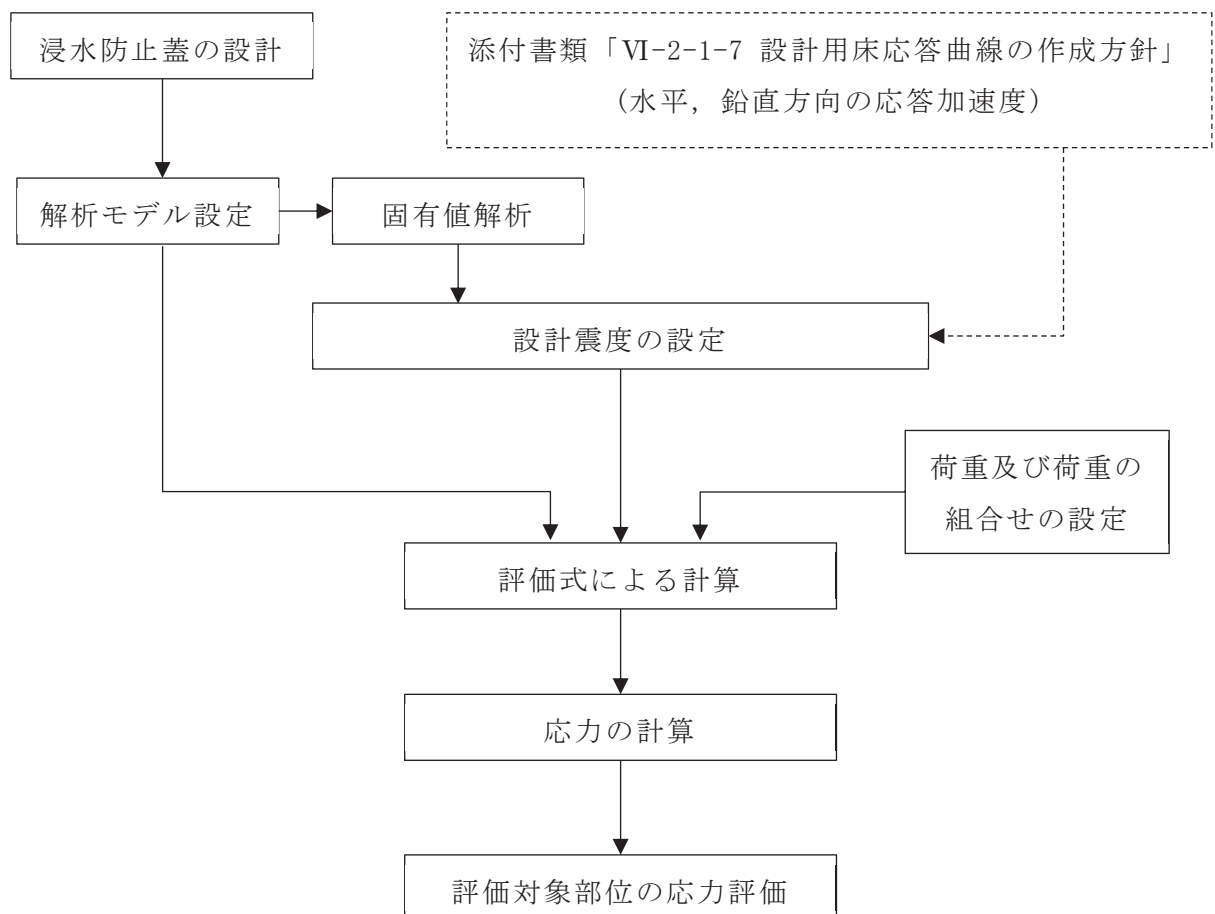 浸水防止蓋の設計
添付書類「Ⅵ-2-1-7 設計用床応答曲線の作成方針」
(水平，鉛直方向の応答加速度)
解析モデル設定
固有値解析
設計震度の設定
荷重及び荷重の
組合せの設定
評価式による計算
応力の計算
評価対象部位の応力評価